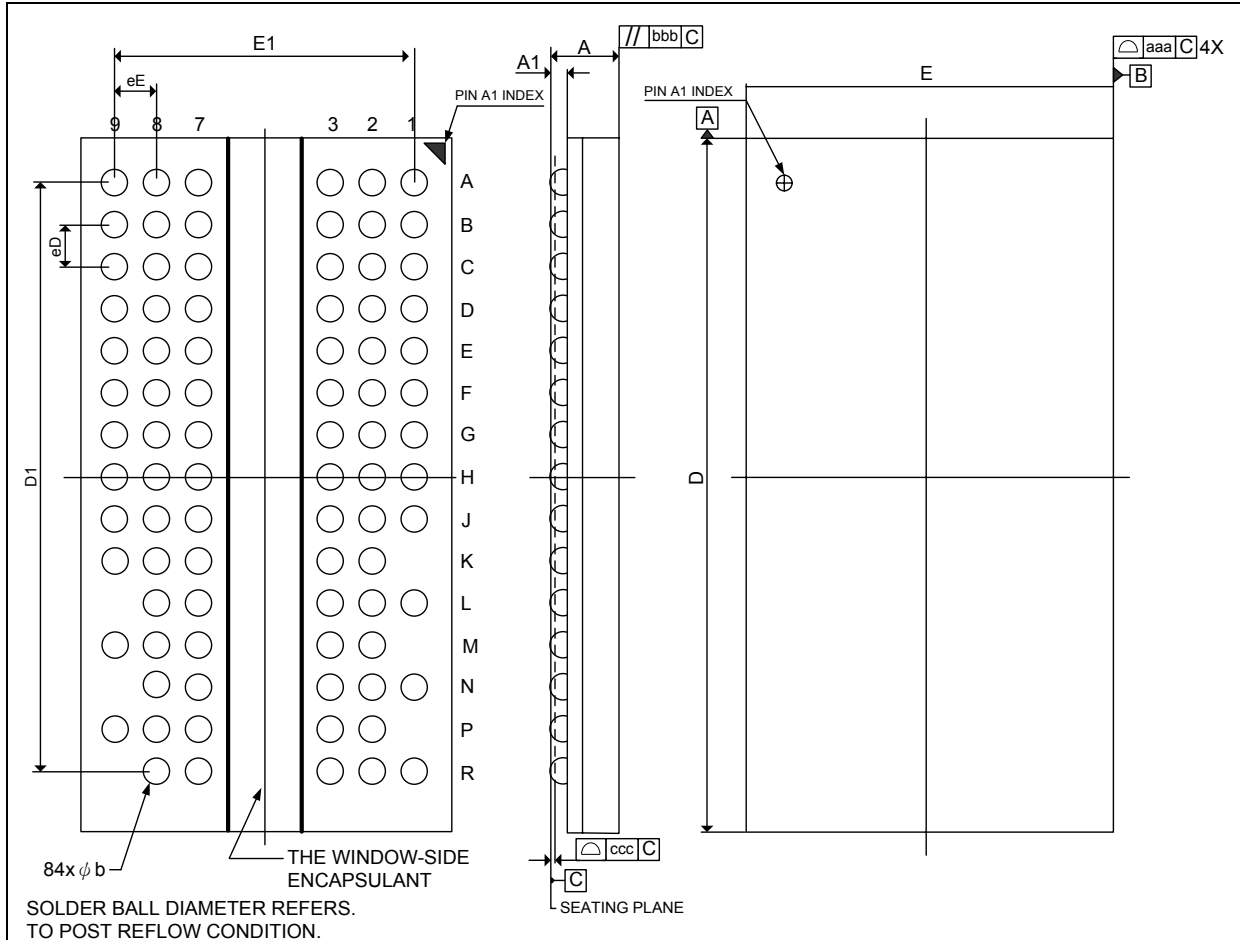 E1
eE
PIN A1 INDEX
9 8 7 3 2 1
A
B
C
D
E
F
G
H
J
K
L
M
N
P
R
eD
D1
84x ϕ b
THE WINDOW-SIDE
ENCAPSULANT
SOLDER BALL DIAMETER REFERS.
TO POST REFLOW CONDITION.
A
A1
// bbb C
ccc C
C
SEATING PLANE
aaa C 4X
B
E
PIN A1 INDEX
A
D